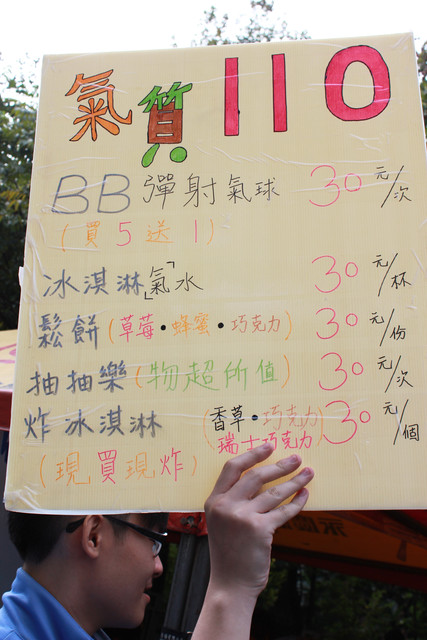 氣質110
BB彈射氣球 30元/次
(買5送1)
冰淇淋「氣」水 30元/杯
鬆餅(草莓·蜂蜜·巧克力) 30元/份
抽抽樂(物超所值) 30元/次
炸冰淇淋 (香草·巧克力 30元/個
瑞士巧克力)
(現買現炸)